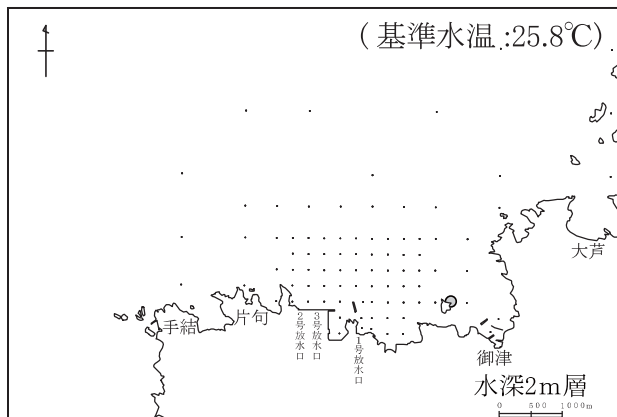 (基準水温:25.8℃)
大芦
手結
片句
2号放水口
3号放水口
1号放水口
御津
水深2m層
0 500 1000m